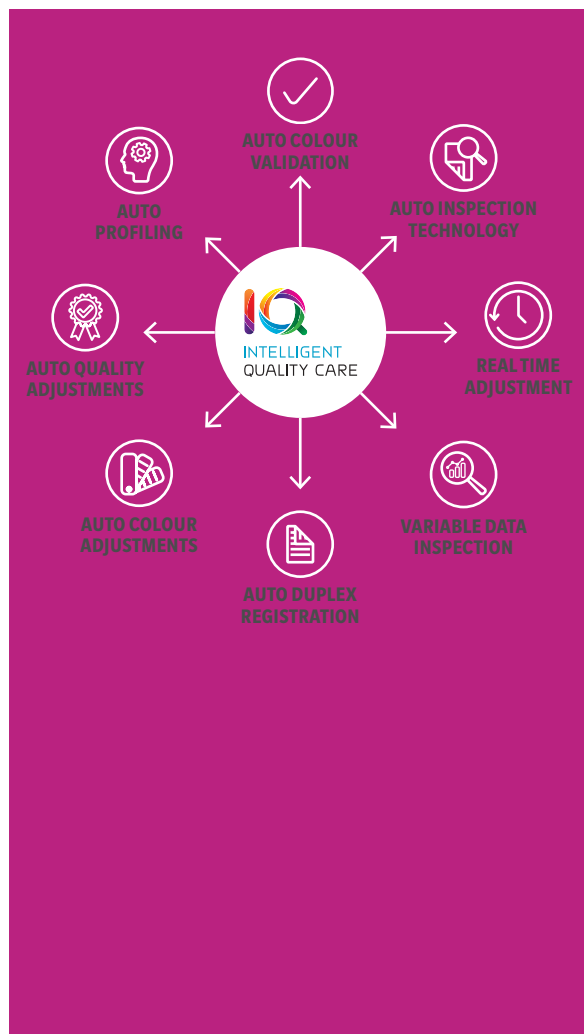 AUTO COLOUR
VALIDATION
AUTO
PROFILING
AUTO INSPECTION
TECHNOLOGY
IQ
INTELLIGENT
QUALITY CARE
AUTO QUALITY
ADJUSTMENTS
REAL TIME
ADJUSTMENT
AUTO COLOUR
ADJUSTMENTS
VARIABLE DATA
INSPECTION
AUTO DUPLEX
REGISTRATION